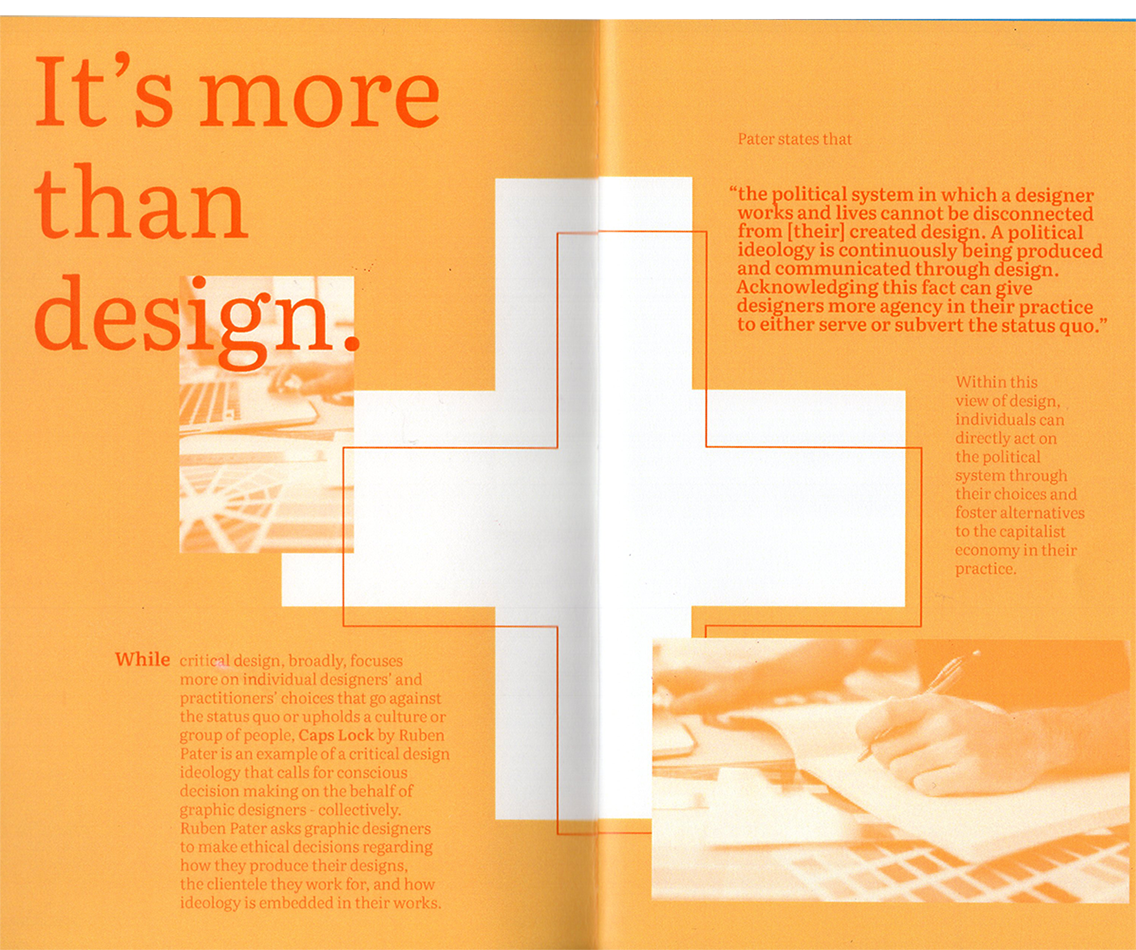 It’s more
than
design.
While critical design, broadly, focuses
more on individual designers’ and
practitioners’ choices that go against
the status quo or upholds a culture or
group of people, Caps Lock by Ruben
Pater is an example of a critical design
ideology that calls for conscious
decision making on the behalf of
graphic designers - collectively.
Ruben Pater asks graphic designers
to make ethical decisions regarding
how they produce their designs,
the clientele they work for, and how
ideology is embedded in their works.
Pater states that
“the political system in which a designer
works and lives cannot be disconnected
from [their] created design. A political
ideology is continuously being produced
and communicated through design.
Acknowledging this fact can give
designers more agency in their practice
to either serve or subvert the status quo.”
Within this
view of design,
individuals can
directly act on
the political
system through
their choices and
foster alternatives
to the capitalist
economy in their
practice.